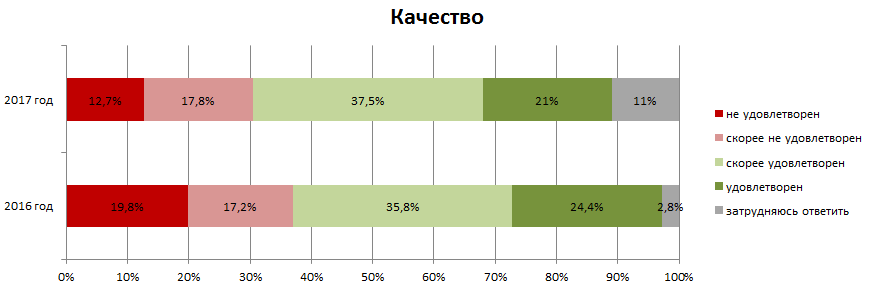 Качество
2017 год
12,7%
17,8%
37,5%
21%
11%
2016 год
19,8%
17,2%
35,8%
24,4%
2,8%
0%
10%
20%
30%
40%
50%
60%
70%
80%
90%
100%
не удовлетворен
скорее не удовлетворен
скорее удовлетворен
удовлетворен
затрудняюсь ответить